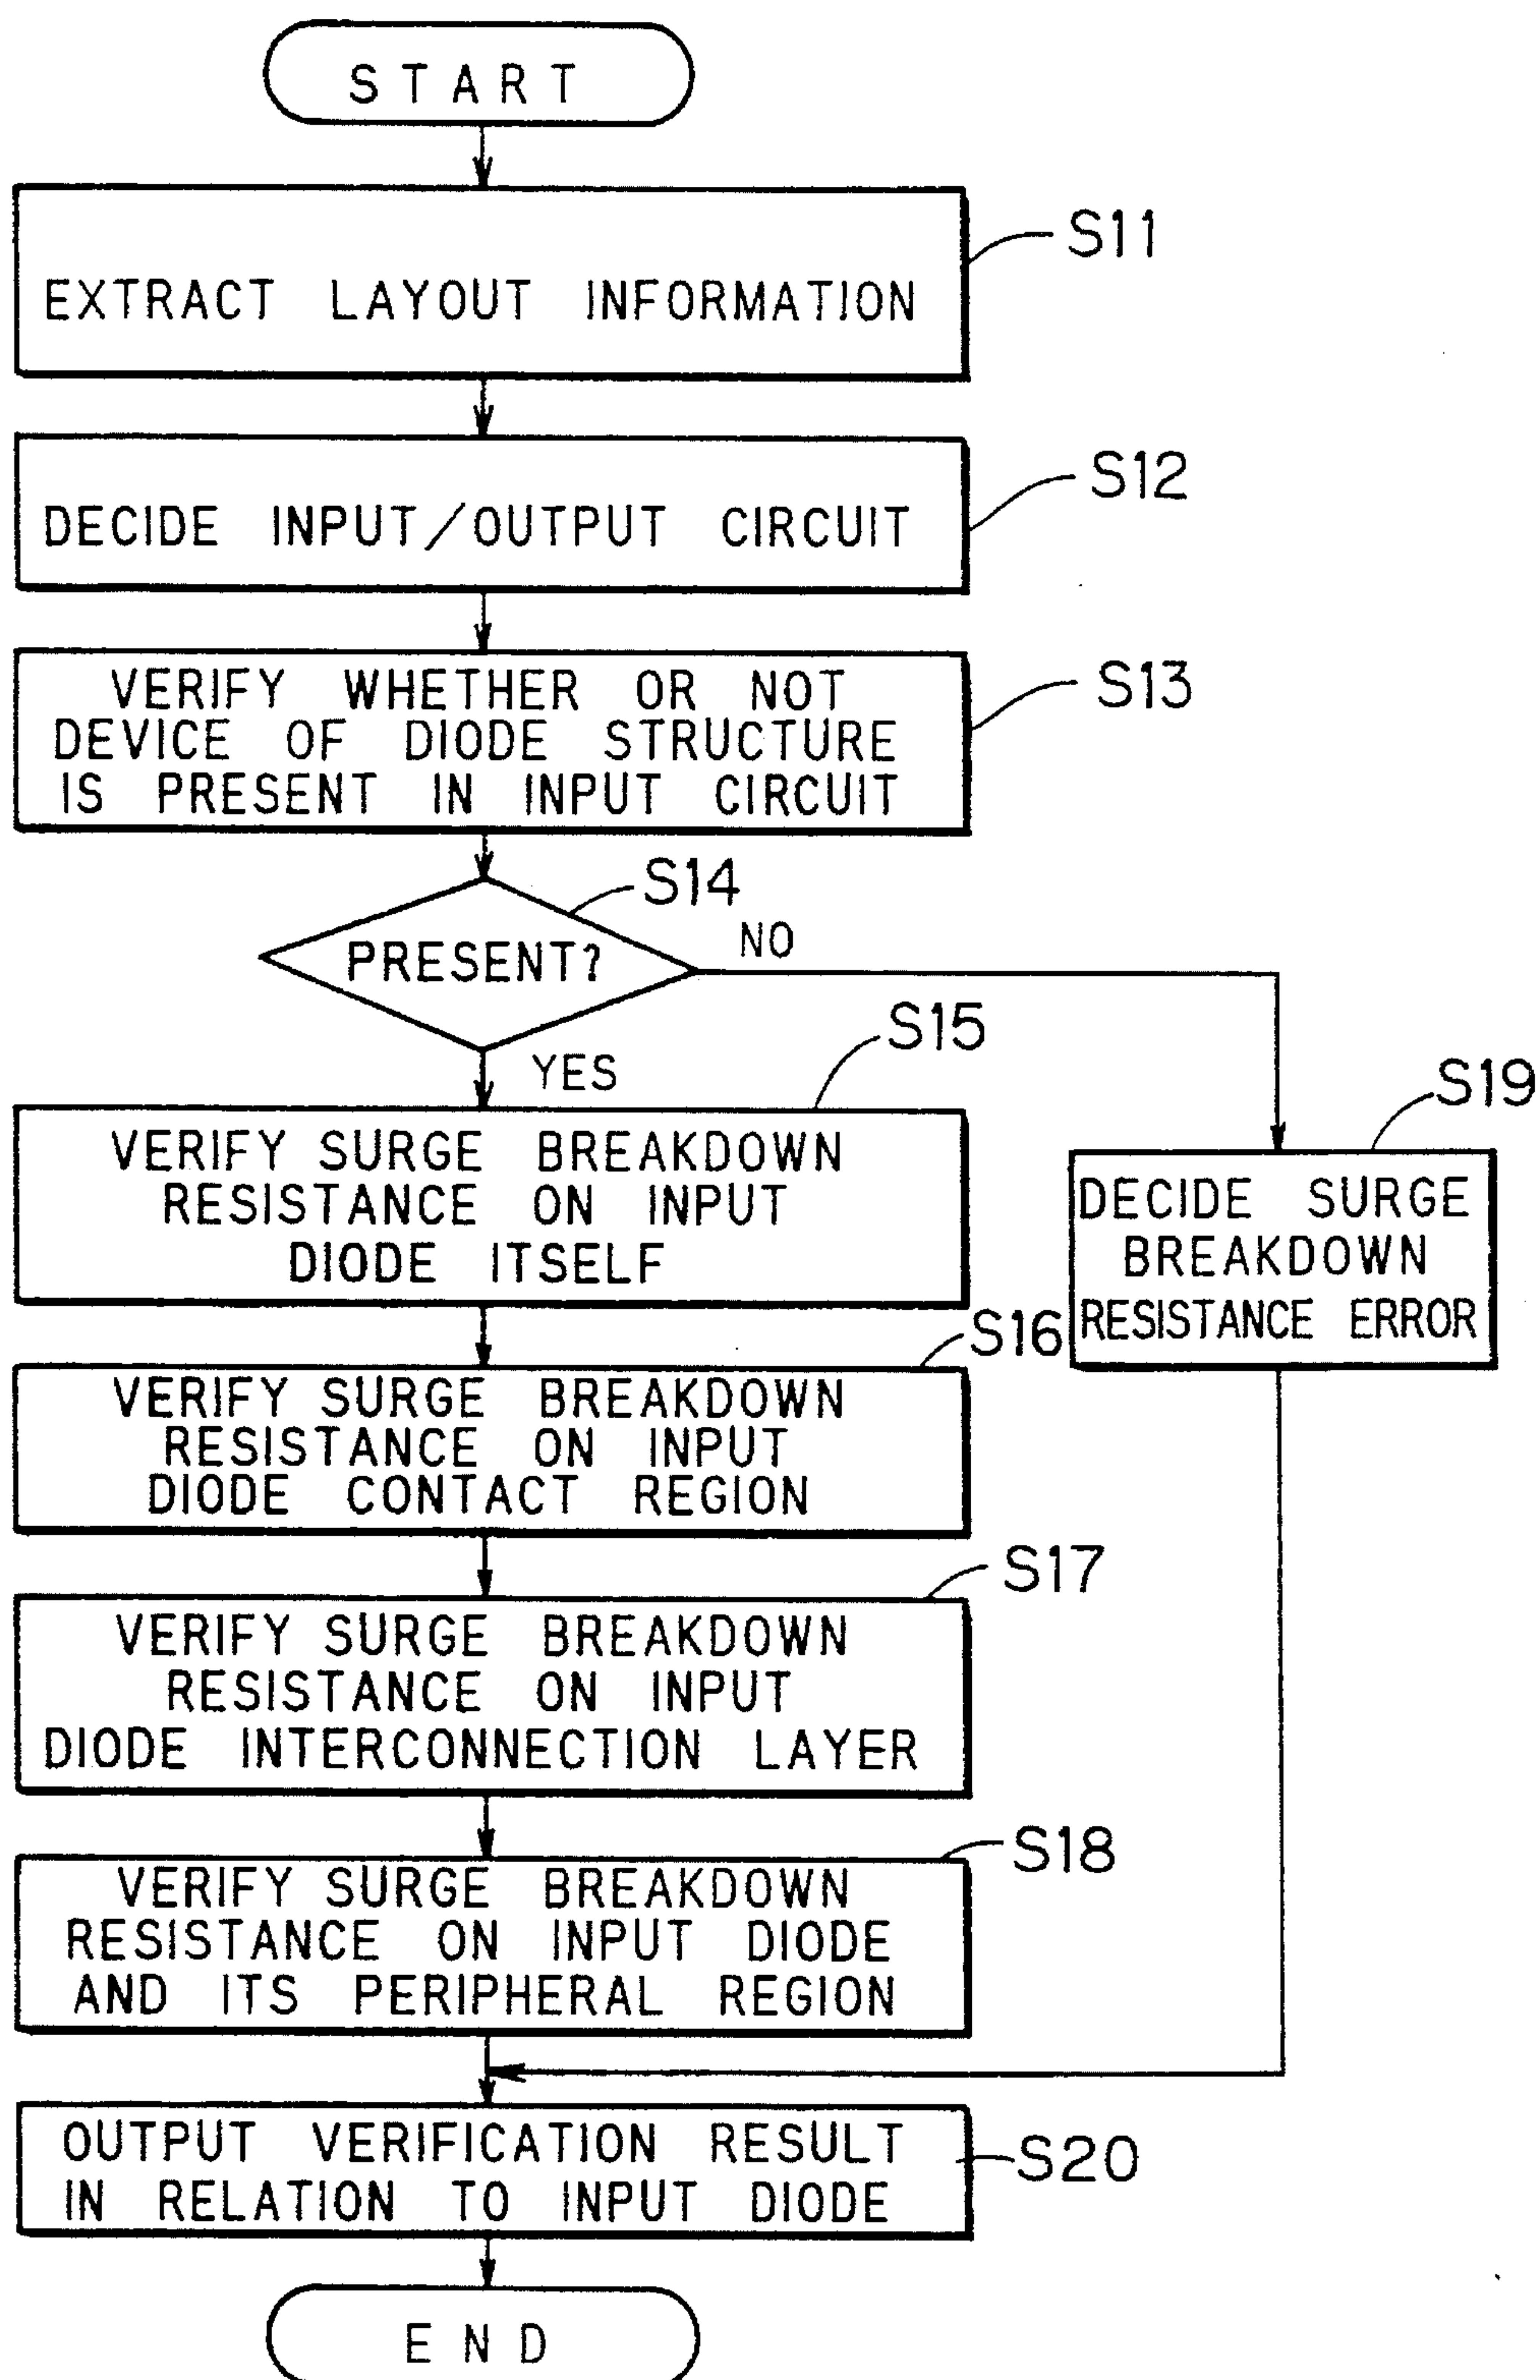 START
S11
EXTRACT LAYOUT INFORMATION
S12
DECIDE INPUT/OUTPUT CIRCUIT
S13
VERIFY WHETHER OR NOT
DEVICE OF DIODE STRUCTURE
IS PRESENT IN INPUT CIRCUIT
S14
PRESENT?
NO
YES
S15
VERIFY SURGE BREAKDOWN
RESISTANCE ON INPUT
DIODE ITSELF
S19
DECIDE SURGE
BREAKDOWN
RESISTANCE ERROR
S16
VERIFY SURGE BREAKDOWN
RESISTANCE ON INPUT
DIODE CONTACT REGION
S17
VERIFY SURGE BREAKDOWN
RESISTANCE ON INPUT
DIODE INTERCONNECTION LAYER
S18
VERIFY SURGE BREAKDOWN
RESISTANCE ON INPUT DIODE
AND ITS PERIPHERAL REGION
S20
OUTPUT VERIFICATION RESULT
IN RELATION TO INPUT DIODE
END